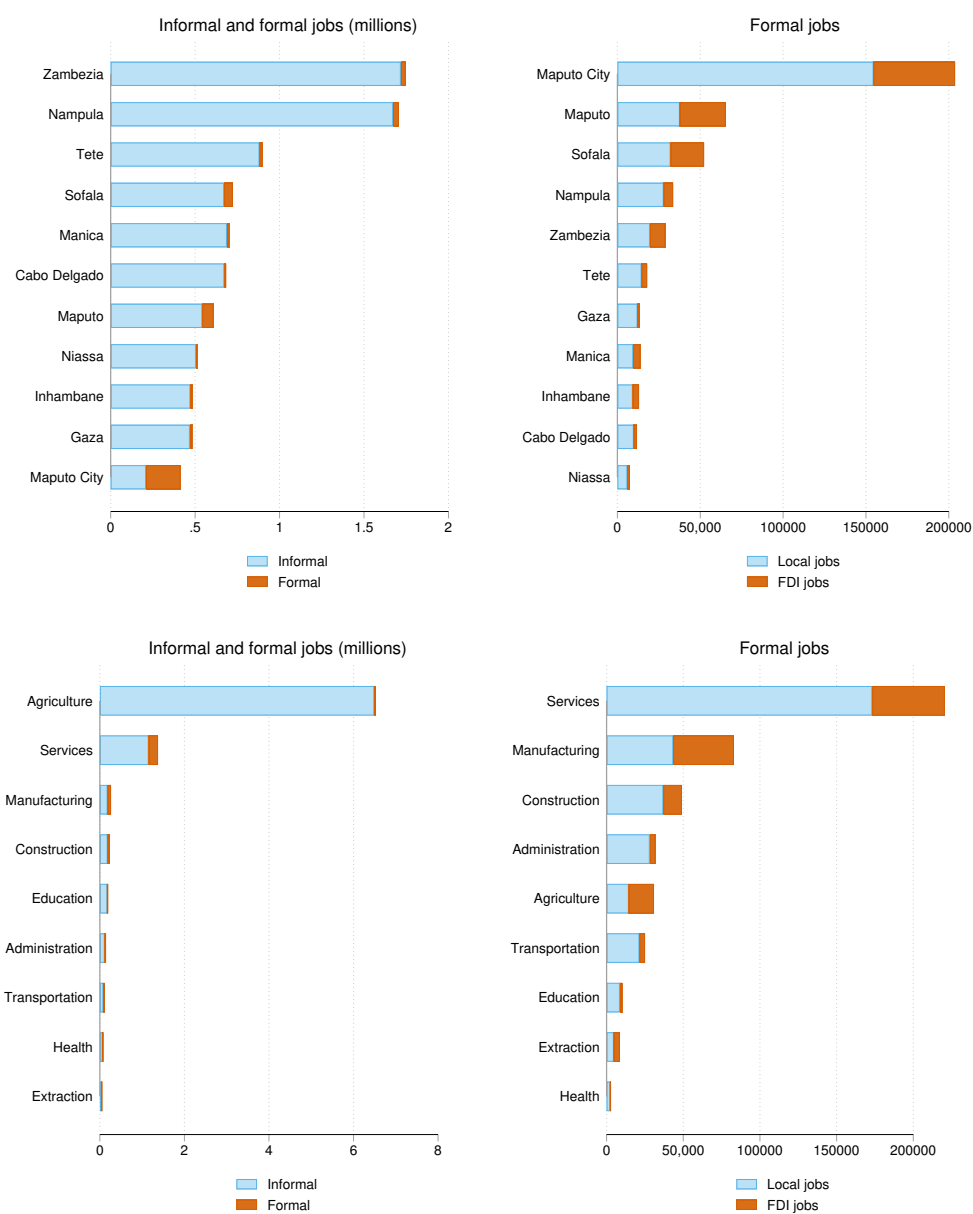 Informal and formal jobs (millions)
Zambezia
Nampula
Tete
Sofala
Manica
Cabo Delgado
Maputo
Niassa
Inhambane
Gaza
Maputo City
0 .5 1 1.5 2
Informal
Formal
Formal jobs
Maputo City
Maputo
Sofala
Nampula
Zambezia
Tete
Gaza
Manica
Inhambane
Cabo Delgado
Niassa
0 50,000 100000 150000 200000
Local jobs
FDI jobs
Informal and formal jobs (millions)
Agriculture
Services
Manufacturing
Construction
Education
Administration
Transportation
Health
Extraction
0 2 4 6 8
Informal
Formal
Formal jobs
Services
Manufacturing
Construction
Administration
Agriculture
Transportation
Education
Extraction
Health
0 50,000 100000 150000 200000
Local jobs
FDI jobs